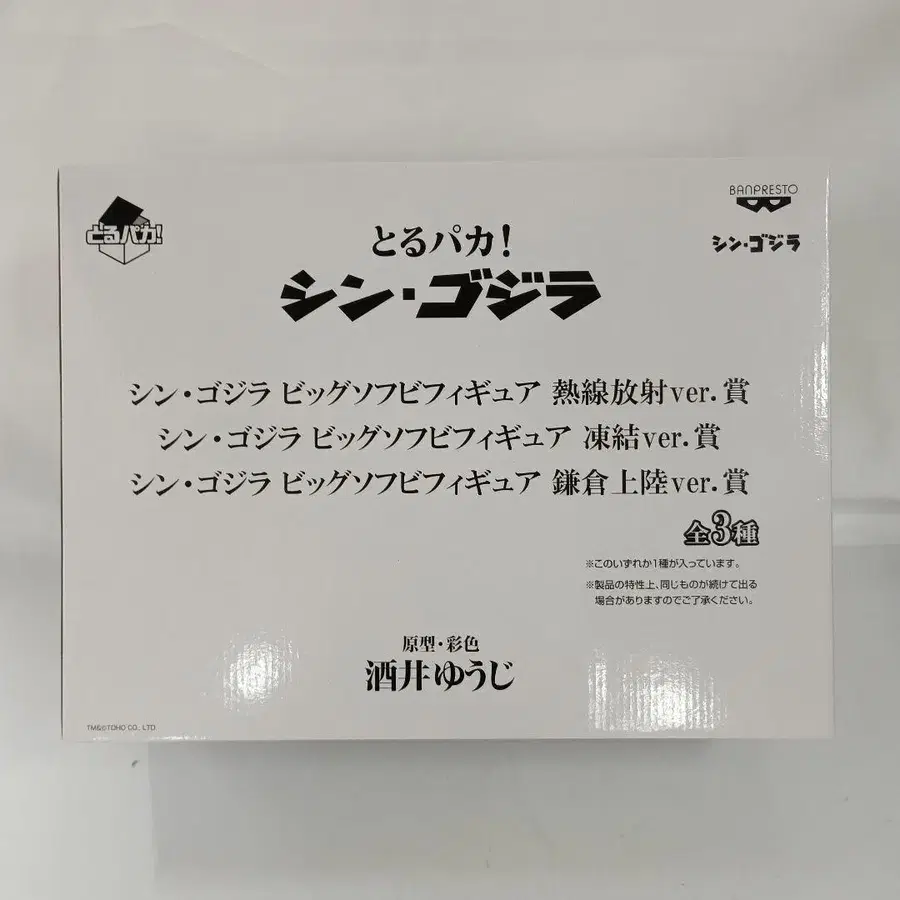 とるパカ!
BANPRESTO
シン・ゴジラ
とるパカ!
シン・ゴジラ
シン・ゴジラ ビッグソフビフィギュア 熱線放射ver.賞
シン・ゴジラ ビッグソフビフィギュア 凍結ver.賞
シン・ゴジラ ビッグソフビフィギュア 鎌倉上陸ver.賞
全3種
※このいずれか1種が入っています。
※製品の特性上、同じものが続けて出る
場合がありますのでご了承ください。
原型・彩色
酒井ゆうじ
TM&©TOHO CO., LTD